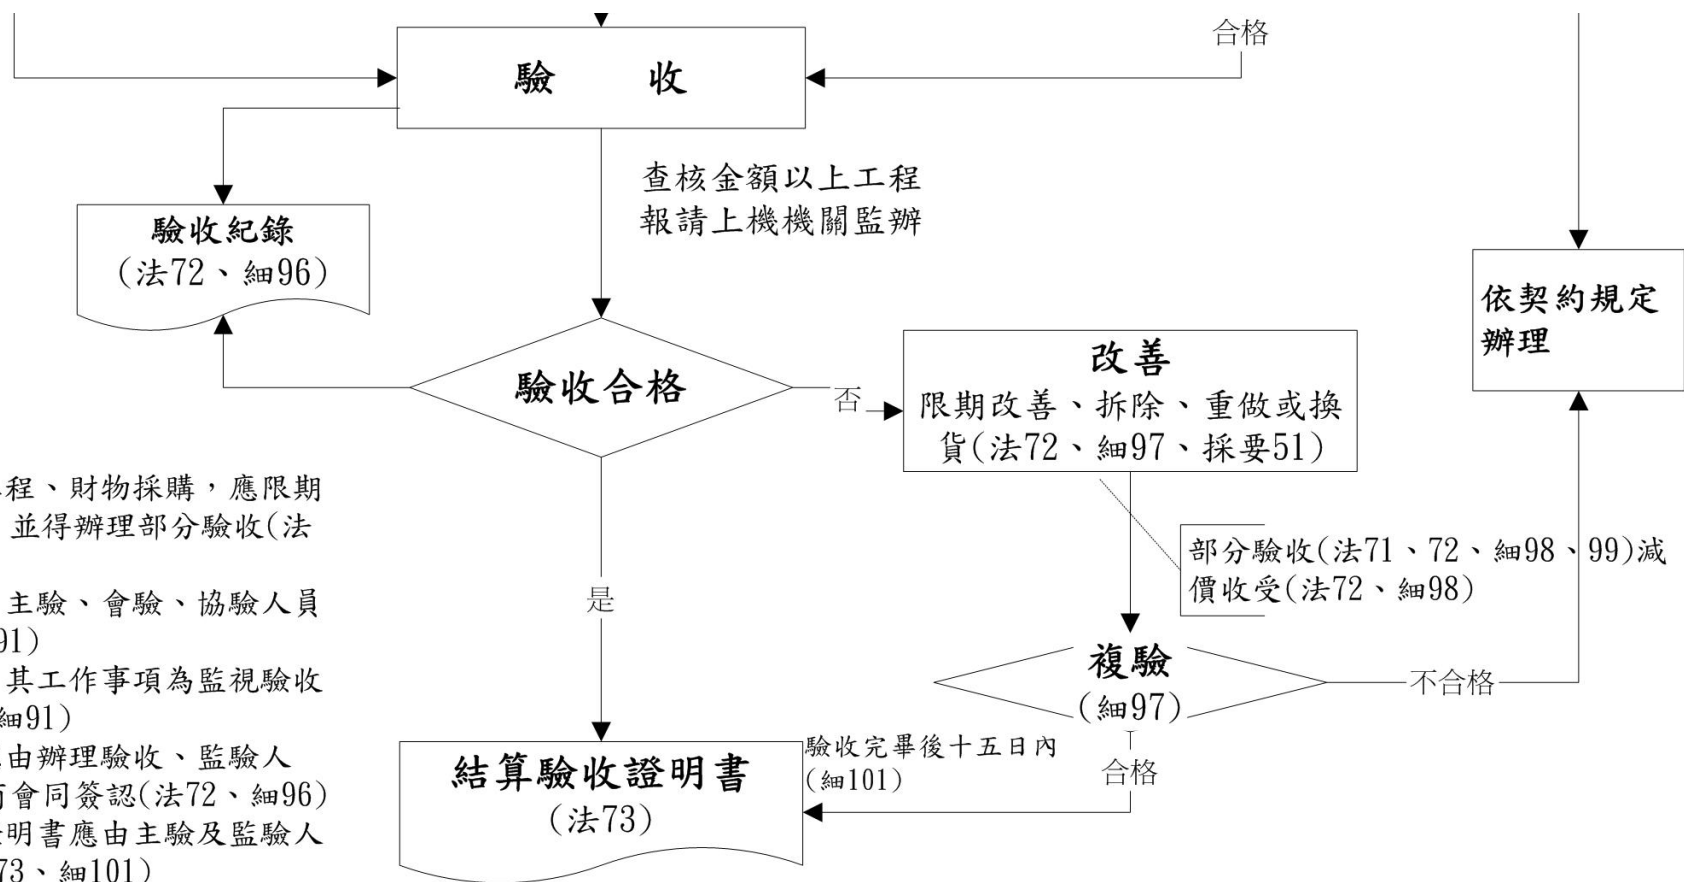 合格
驗 收
查核金額以上工程
報請上機機關監辦
驗收紀錄
(法72、細96)
依契約規定
辦理
驗收合格
否
改善
限期改善、拆除、重做或換
貨(法72、細97、採要51)
部分驗收(法71、72、細98、99)減
價收受(法72、細98)
是
複驗
(細97)
不合格
合格
驗收完畢後十五日內
(細101)
結算驗收證明書
(法73)
程、財物採購，應限期
並得辦理部分驗收(法
主驗、會驗、協驗人員
91)
其工作事項為監視驗收
細91)
由辦理驗收、監驗人
會同簽認(法72、細96)
明書應由主驗及監驗人
73、細101)